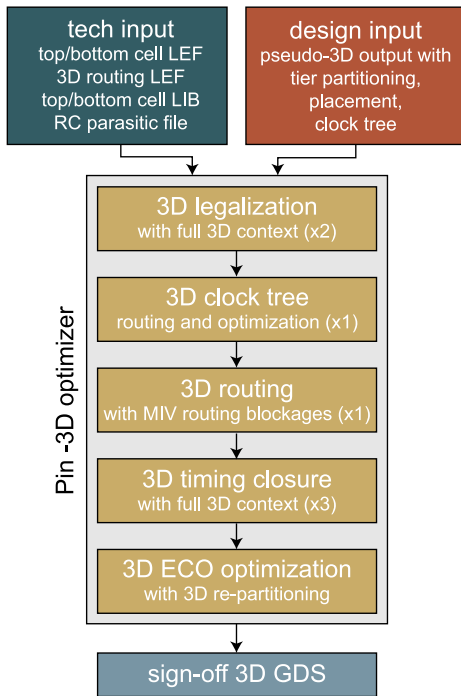 tech input
top/bottom cell LEF
3D routing LEF
top/bottom cell LIB
RC parasitic file
design input
pseudo-3D output with
tier partitioning,
placement,
clock tree
Pin -3D optimizer
3D legalization
with full 3D context (x2)
3D clock tree
routing and optimization (x1)
3D routing
with MIV routing blockages (x1)
3D timing closure
with full 3D context (x3)
3D ECO optimization
with 3D re-partitioning
sign-off 3D GDS